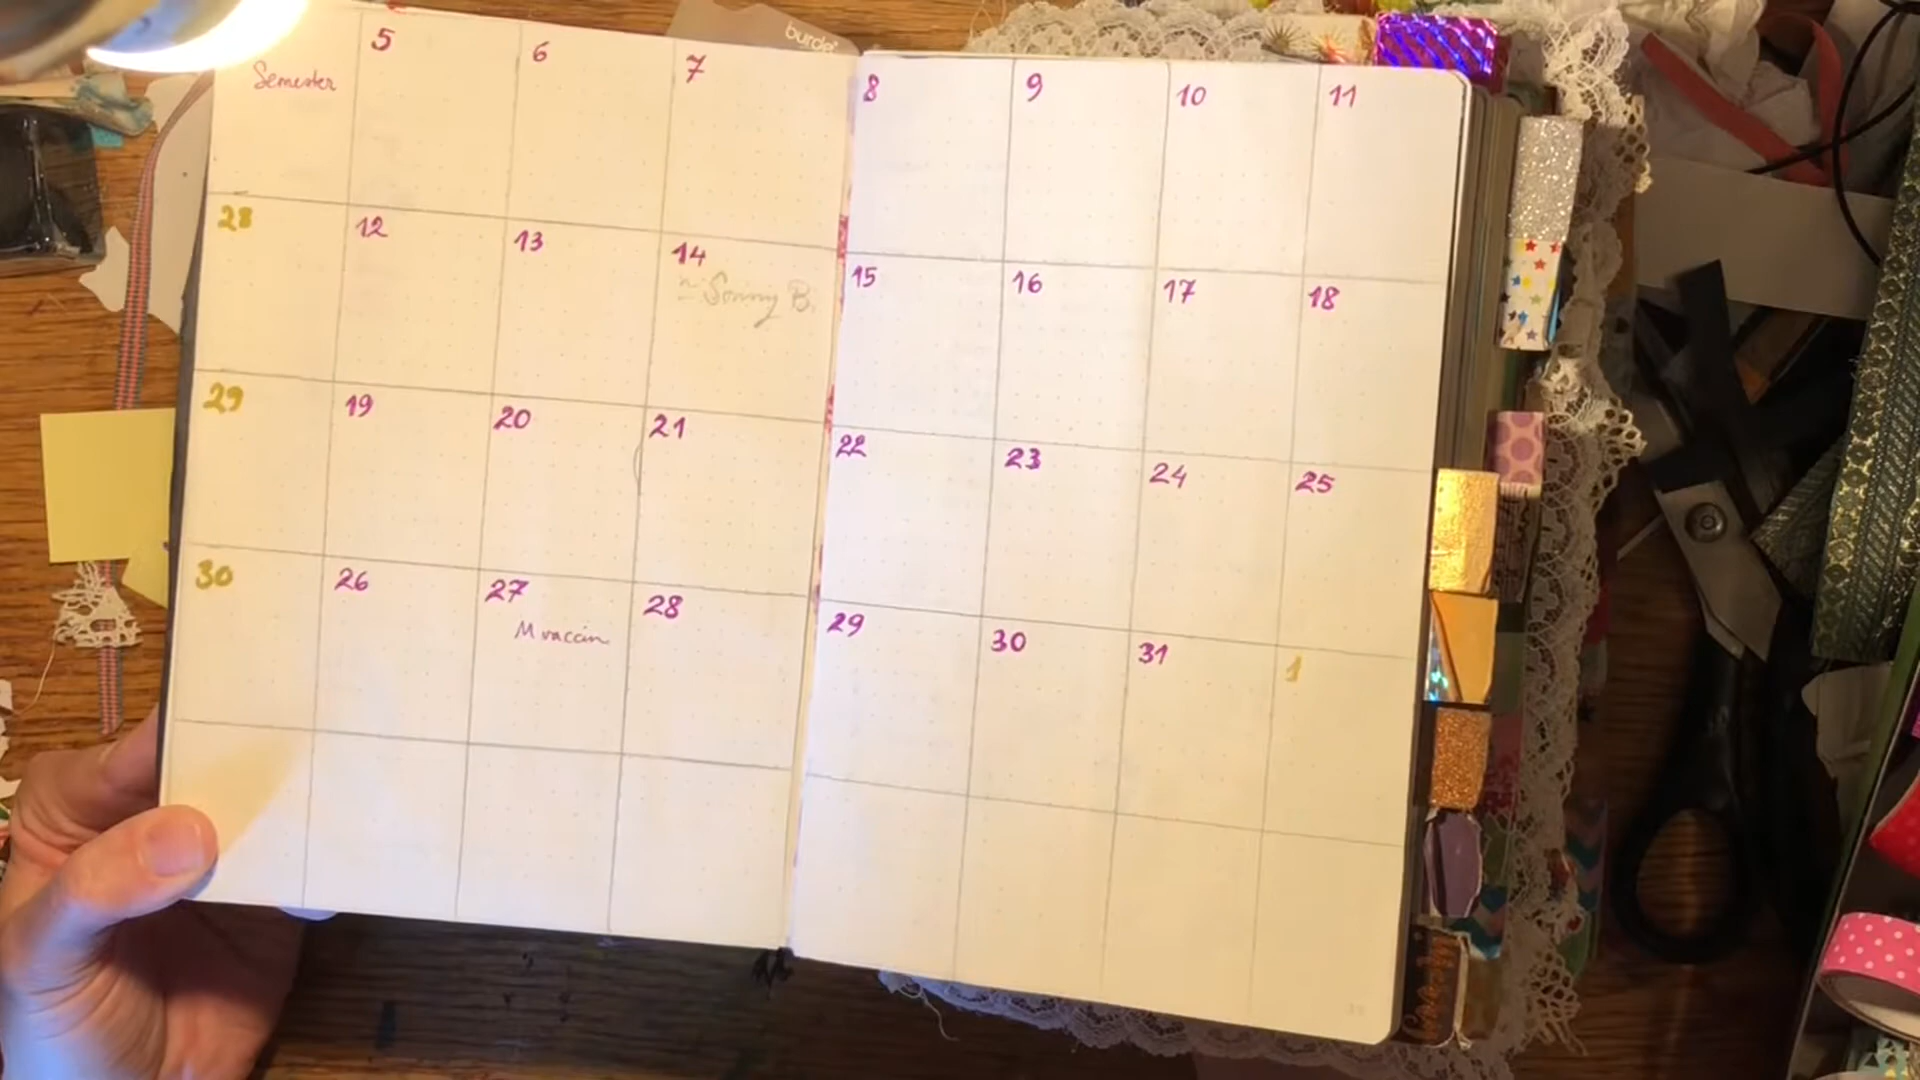 burda
5 6 7 8 9 10 11
Semester
28 12 13 14 15 16 17 18
~ Sonny B.
29 19 20 21 22 23 24 25
30 26 27 28 29 30 31 1
M vaccin